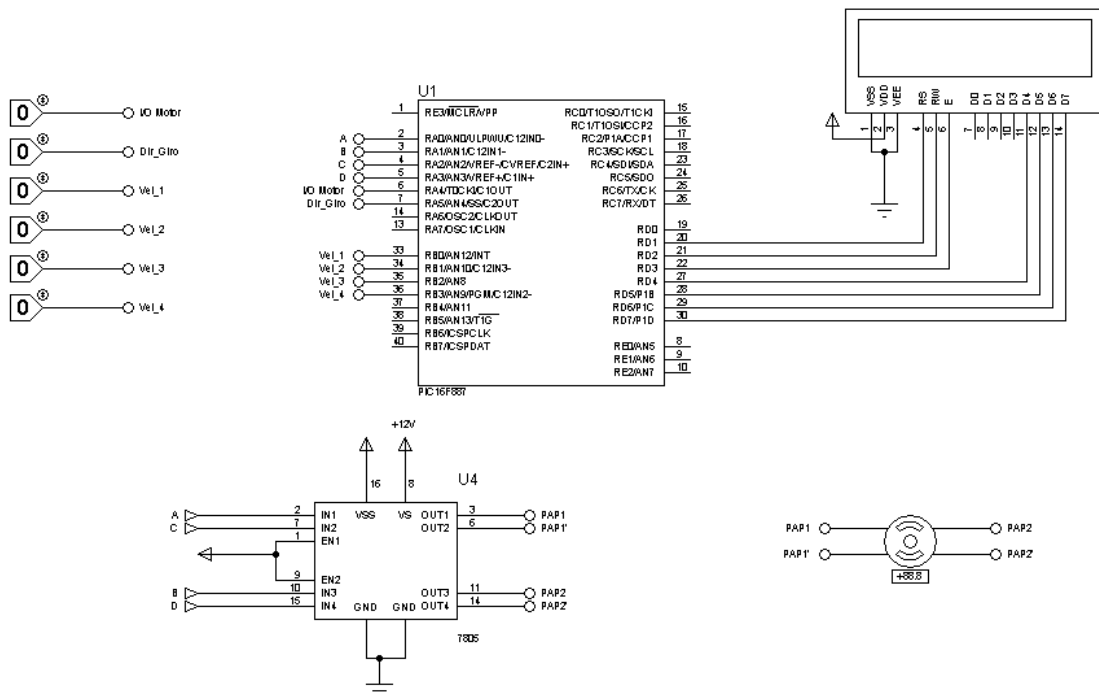 0 I/O Motor
0 Dir_Giro
0 Vel_1
0 Vel_2
0 Vel_3
0 Vel_4
U1
1 RE3/MCLR/VPP
A 2 RA0/AN0/ULPWU/C12IN0-
B 3 RA1/AN1/C12IN1-
C 4 RA2/AN2/VREF-/CVREF/C2IN+
D 5 RA3/AN3/VREF+/C1IN+
I/O Motor 6 RA4/T0CKI/C1OUT
Dir_Giro 7 RA5/AN4/SS/C2OUT
14 RA6/OSC2/CLKOUT
13 RA7/OSC1/CLKIN
Vel_1 33 RB0/AN12/INT
Vel_2 34 RB1/AN10/C12IN3-
Vel_3 35 RB2/AN8
Vel_4 36 RB3/AN9/PGM/C12IN2-
37 RB4/AN11
38 RB5/AN13/T1G
39 RB6/ICSPCLK
40 RB7/ICSPDAT
RC0/T1OSO/T1CKI 15
RC1/T1OSI/CCP2 16
RC2/P1A/CCP1 17
RC3/SCK/SCL 18
RC4/SDI/SDA 23
RC5/SDO 24
RC6/TX/CK 25
RC7/RX/DT 26
RD0 19
RD1 20
RD2 21
RD3 22
RD4 27
RD5/P1B 28
RD6/P1C 29
RD7/P1D 30
RE0/AN5 8
RE1/AN6 9
RE2/AN7 10
PIC16F887
VSS VDD VEE RS RW E D0 D1 D2 D3 D4 D5 D6 D7
1 2 3 4 5 6 7 8 9 10 11 12 13 14
+12V
U4
16 8
VSS VS
A 2 IN1
C 7 IN2
1 EN1
9 EN2
B 10 IN3
D 15 IN4
GND GND
OUT1 3 PAP1
OUT2 6 PAP1'
OUT3 11 PAP2
OUT4 14 PAP2'
7805
PAP1 PAP2
PAP1' PAP2'
+88.8